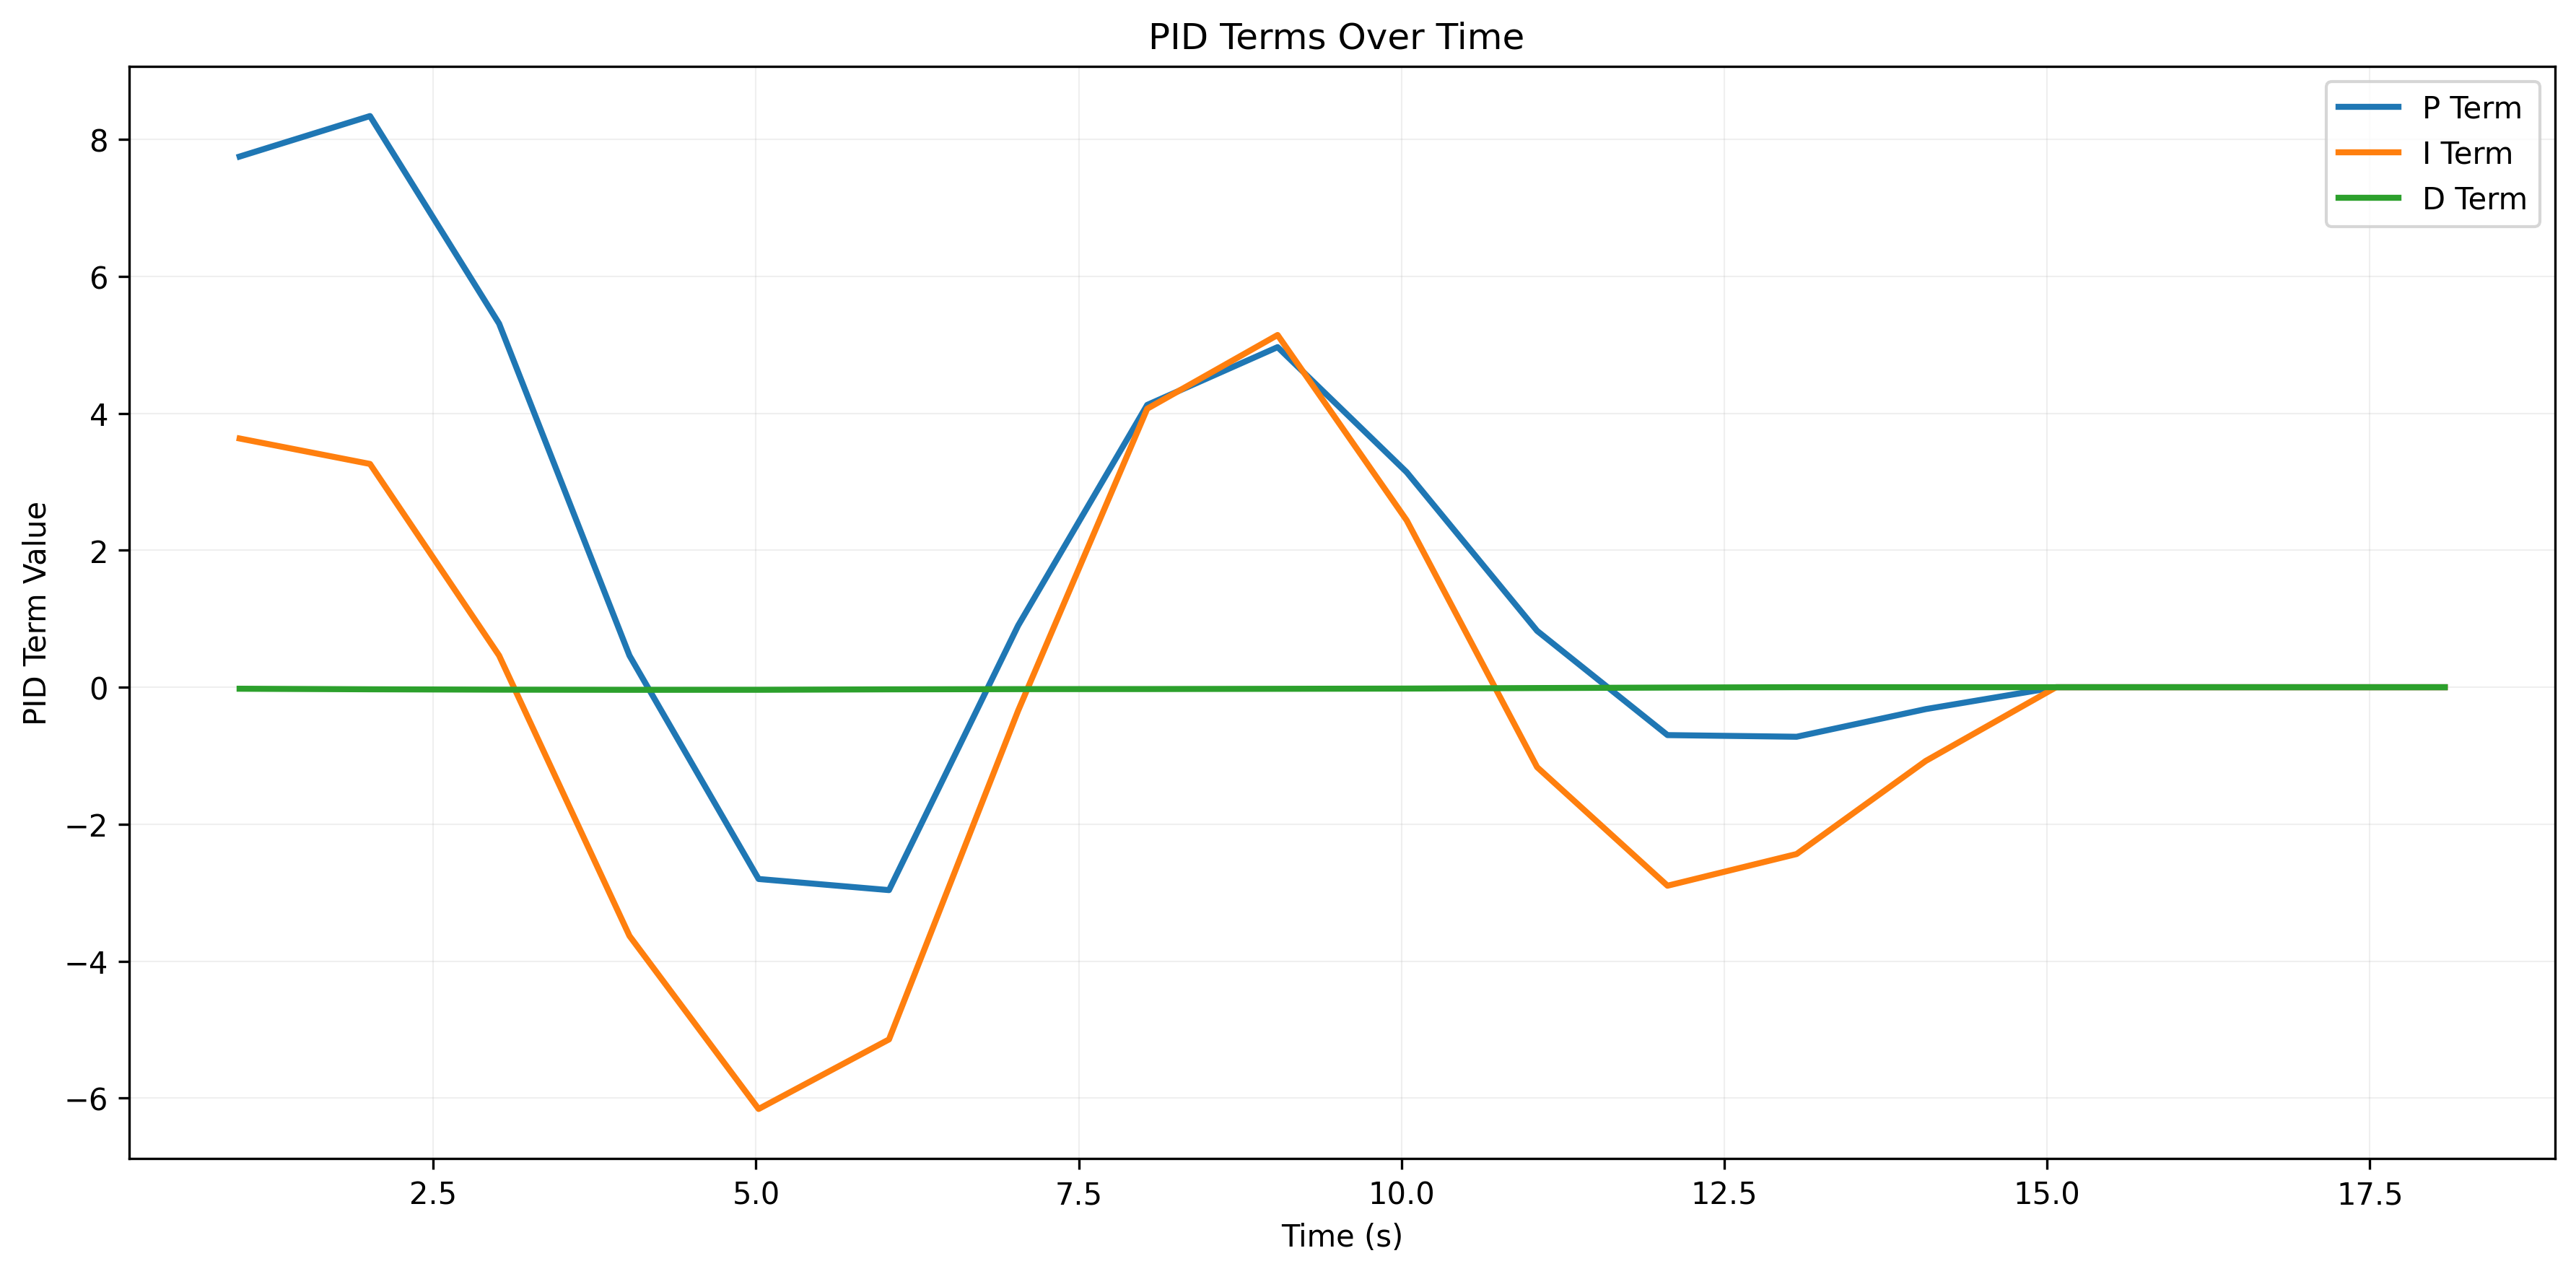 PID Terms Over Time
P Term
I Term
D Term
8
6
4
2
0
−2
−4
−6
PID Term Value
2.5 5.0 7.5 10.0 12.5 15.0 17.5
Time (s)